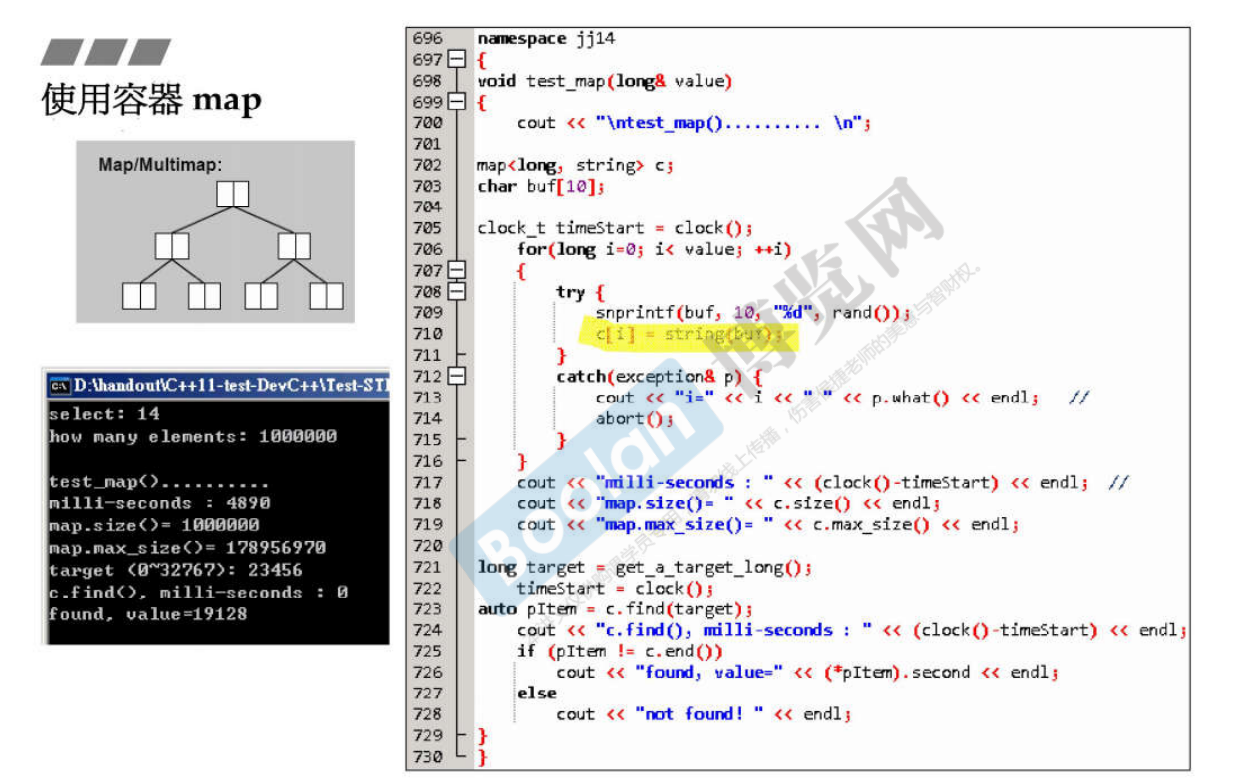 使用容器 map
Map/Multimap:
D:\handout\C++11-test-DevC++\Test-STI
select: 14
how many elements: 1000000
test_map()..........
milli-seconds : 4890
map.size()= 1000000
map.max_size()= 178956970
target (0~32767): 23456
c.find(), milli-seconds : 0
found, value=19128
696 namespace jj14
697 {
698 void test_map(long& value)
699 {
700 cout << "\ntest_map().......... \n";
701
702 map<long, string> c;
703 char buf[10];
704
705 clock_t timeStart = clock();
706 for(long i=0; i< value; ++i)
707 {
708 try {
709 snprintf(buf, 10, "%d", rand());
710 c[i] = string(buf);
711 }
712 catch(exception& p) {
713 cout << "i=" << i << " " << p.what() << endl; //
714 abort();
715 }
716 }
717 cout << "milli-seconds : " << (clock()-timeStart) << endl; //
718 cout << "map.size()= " << c.size() << endl;
719 cout << "map.max_size()= " << c.max_size() << endl;
720
721 long target = get_a_target_long();
722 timeStart = clock();
723 auto pItem = c.find(target);
724 cout << "c.find(), milli-seconds : " << (clock()-timeStart) << endl;
725 if (pItem != c.end())
726 cout << "found, value=" << (*pItem).second << endl;
727 else
728 cout << "not found! " << endl;
729 }
730 }
Boolan 博览网